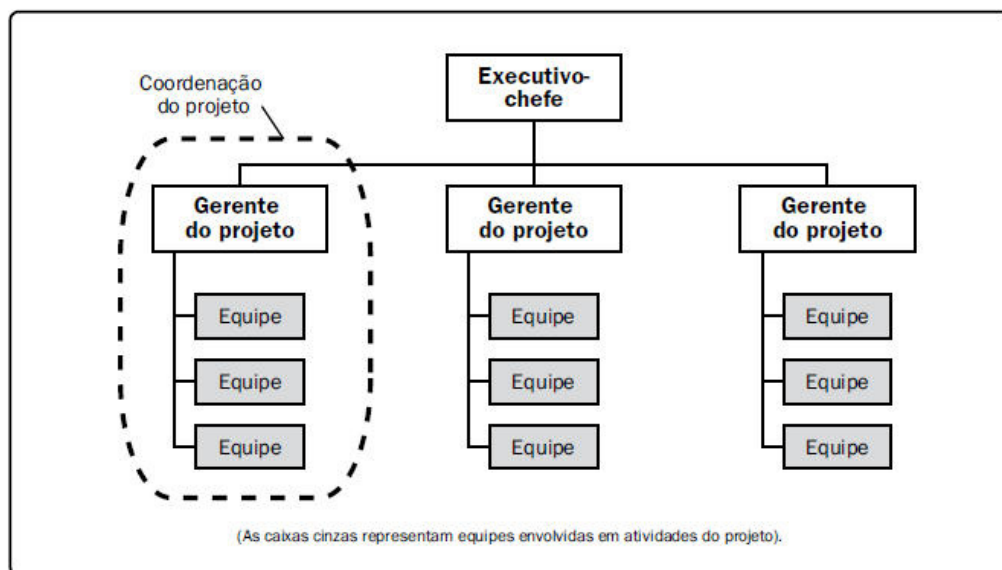 Coordenação
do projeto
Executivo-
chefe
Gerente
do projeto
Gerente
do projeto
Gerente
do projeto
Equipe
Equipe
Equipe
Equipe
Equipe
Equipe
Equipe
Equipe
Equipe
(As caixas cinzas representam equipes envolvidas em atividades do projeto).